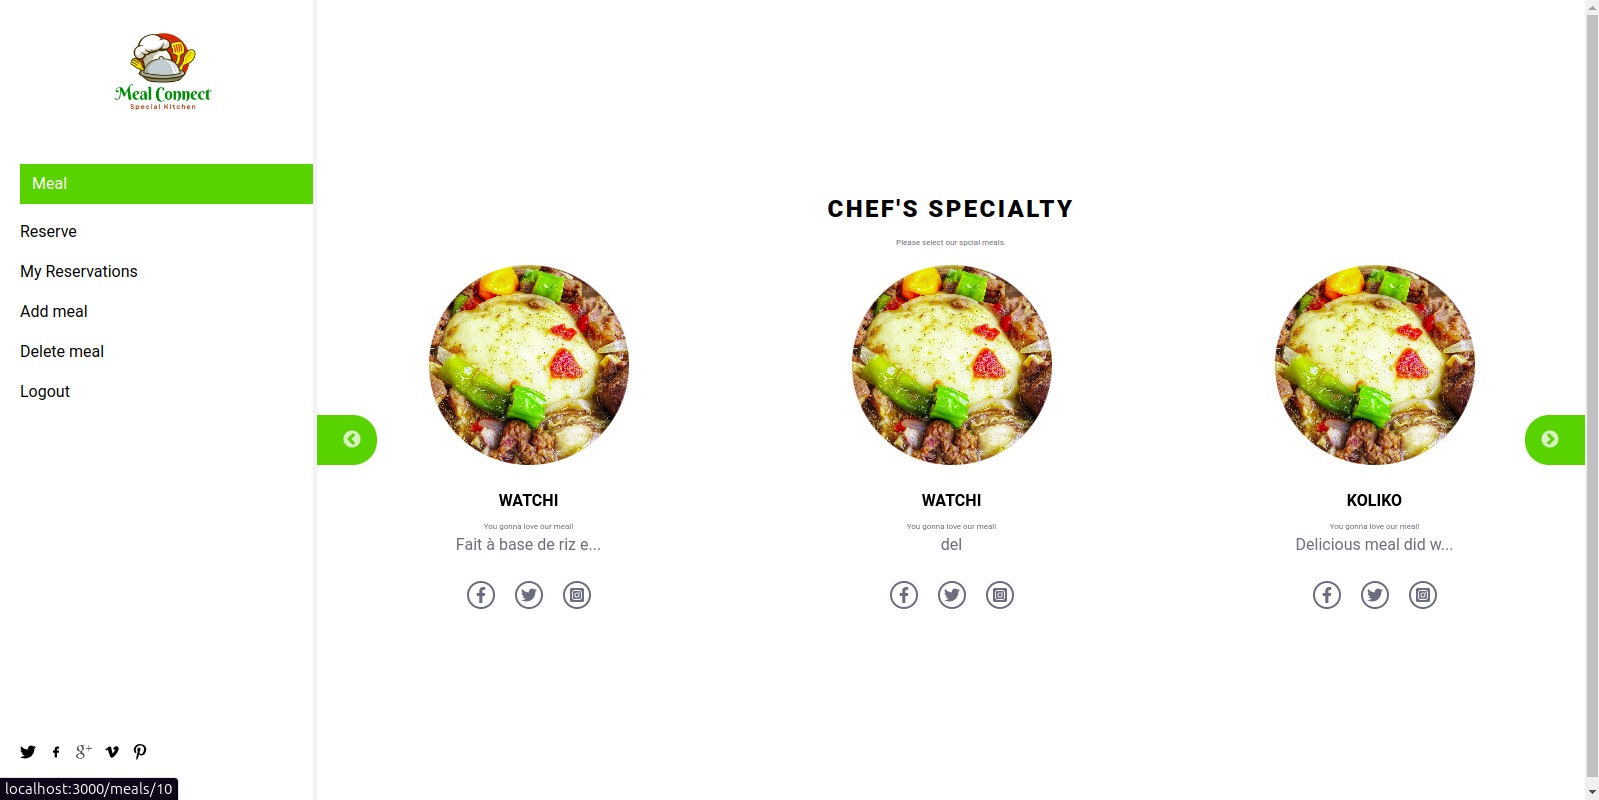 Meal Connect
Special Kitchen
Meal
Reserve
My Reservations
Add meal
Delete meal
Logout
CHEF'S SPECIALTY
Please select our spcial meals.
WATCHI
You gonna love our meal!
Fait à base de riz e...
WATCHI
You gonna love our meal!
del
KOLIKO
You gonna love our meal!
Delicious meal did w...
localhost:3000/meals/10